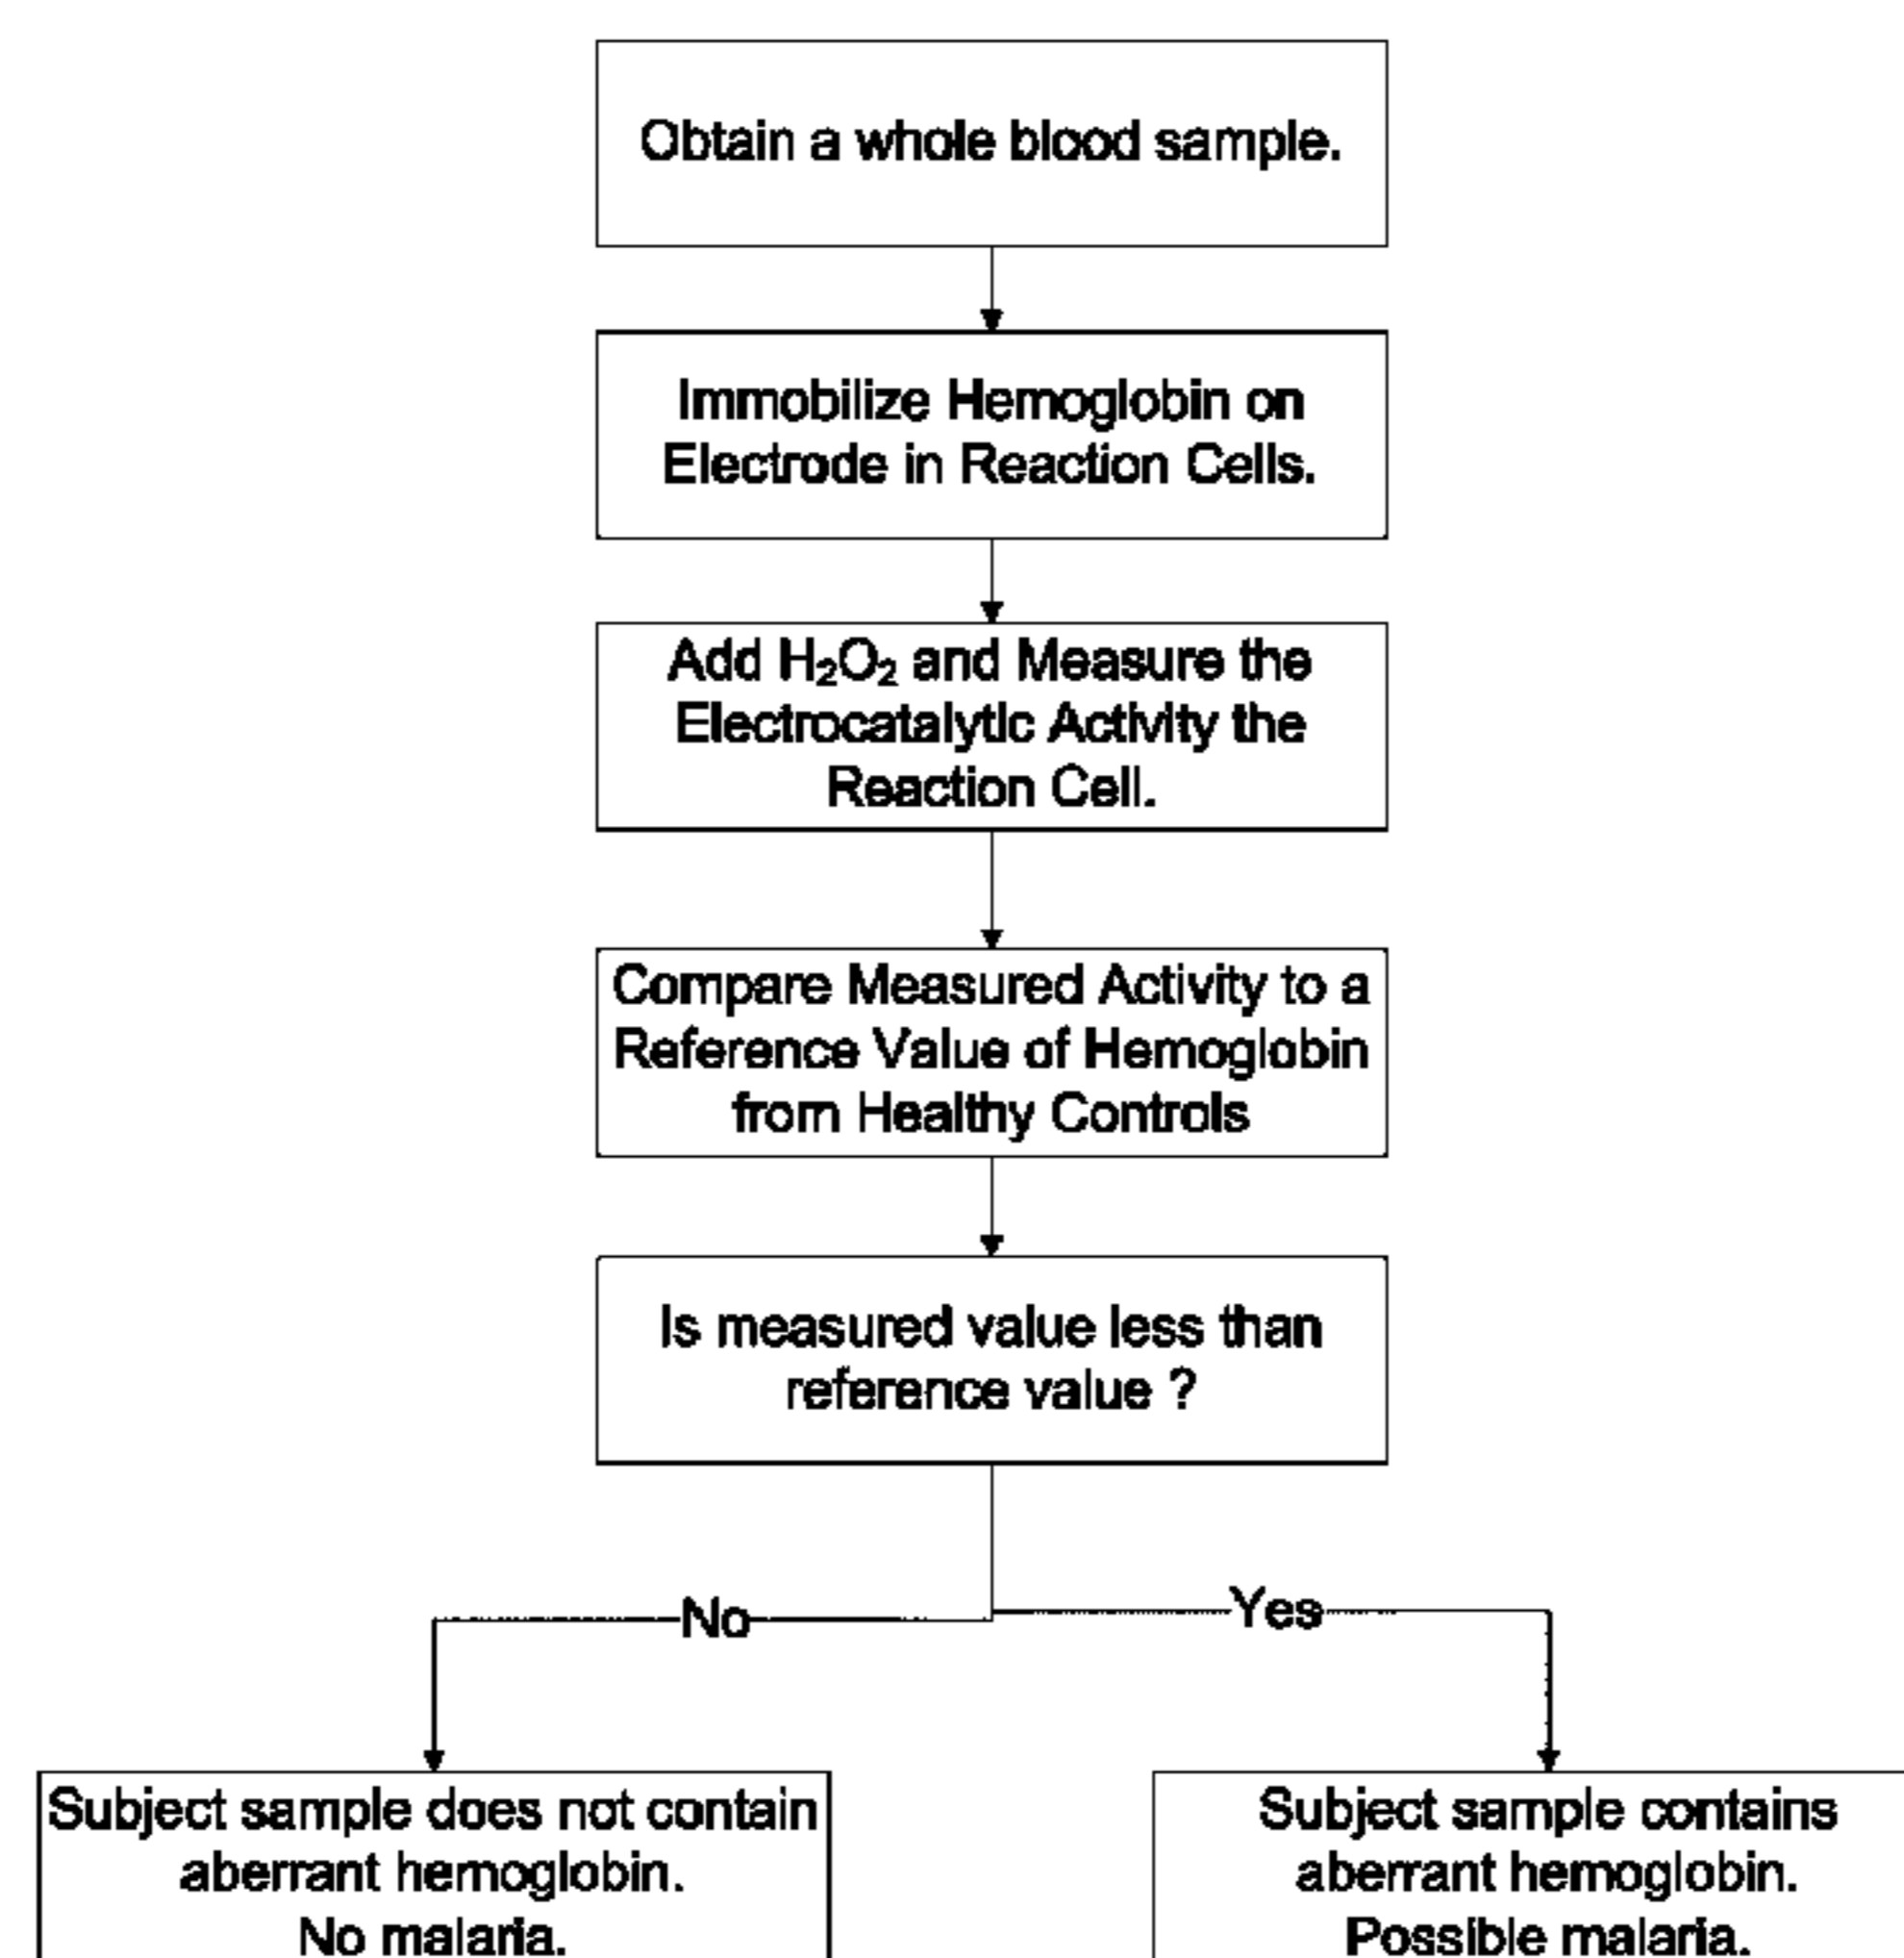 Obtain a whole blood sample.
Immobilize Hemoglobin on
Electrode in Reaction Cells.
Add H₂O₂ and Measure the
Electrocatalytic Activity the
Reaction Cell.
Compare Measured Activity to a
Reference Value of Hemoglobin
from Healthy Controls
Is measured value less than
reference value ?
No
Yes
Subject sample does not contain
aberrant hemoglobin.
No malaria.
Subject sample contains
aberrant hemoglobin.
Possible malaria.